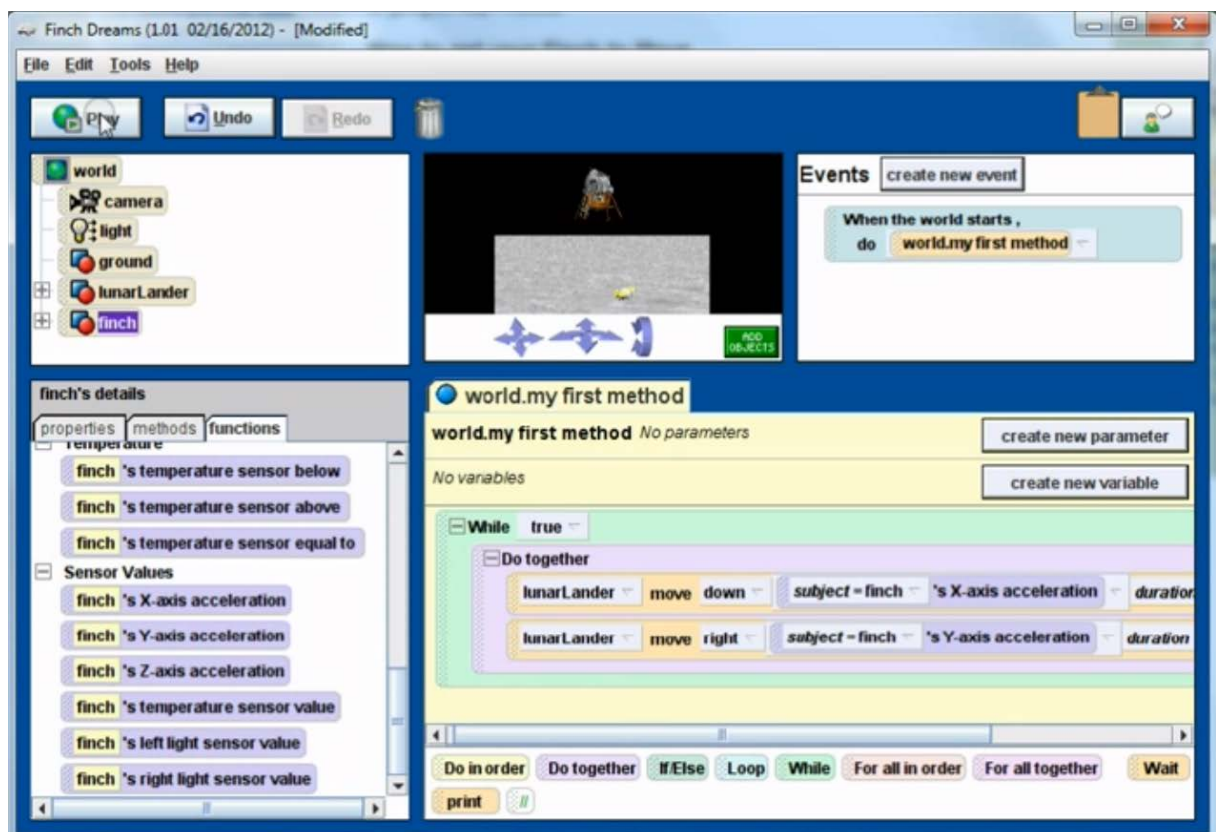 Finch Dreams (1.01 02/16/2012) - [Modified]
File Edit Tools Help
Play Undo Redo
world
camera
light
ground
lunarLander
finch
ADD OBJECTS
Events create new event
When the world starts ,
do world.my first method
finch's details
properties methods functions
Temperature
finch 's temperature sensor below
finch 's temperature sensor above
finch 's temperature sensor equal to
Sensor Values
finch 's X-axis acceleration
finch 's Y-axis acceleration
finch 's Z-axis acceleration
finch 's temperature sensor value
finch 's left light sensor value
finch 's right light sensor value
world.my first method
world.my first method No parameters create new parameter
No variables create new variable
While true
Do together
lunarLander move down subject = finch 's X-axis acceleration duration
lunarLander move right subject = finch 's Y-axis acceleration duration
Do in order Do together If/Else Loop While For all in order For all together Wait
print //